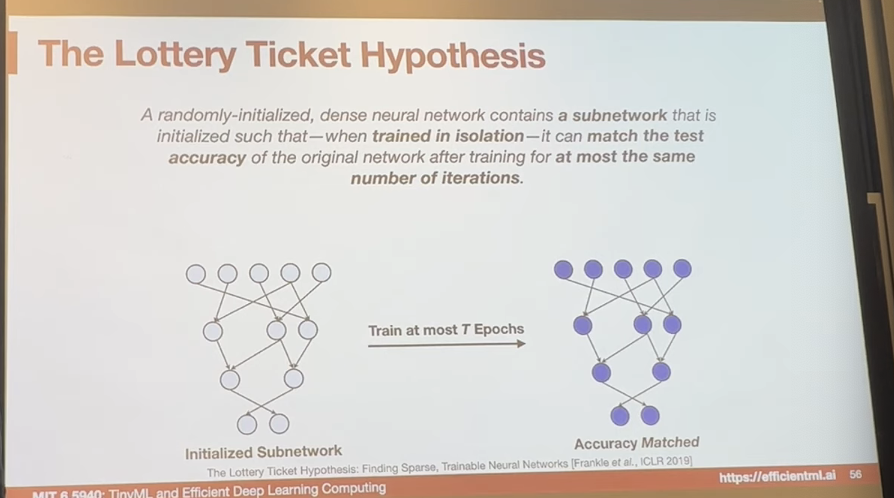 The Lottery Ticket Hypothesis
A randomly-initialized, dense neural network contains a subnetwork that is
initialized such that—when trained in isolation—it can match the test
accuracy of the original network after training for at most the same
number of iterations.
Train at most T Epochs
Initialized Subnetwork
Accuracy Matched
The Lottery Ticket Hypothesis: Finding Sparse, Trainable Neural Networks [Frankle et al., ICLR 2019]
MIT 6.5940: TinyML and Efficient Deep Learning Computing
https://efficientml.ai
56